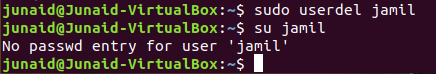 junaid@Junaid-VirtualBox:~$ sudo userdel jamil
junaid@Junaid-VirtualBox:~$ su jamil
No passwd entry for user 'jamil'
junaid@Junaid-VirtualBox:~$